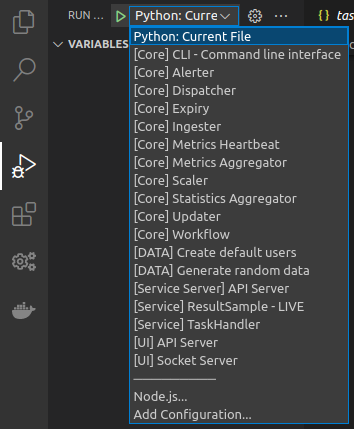 RUN ...
Python: Curre
...
{ } tas
VARIABLES
Python: Current File
[Core] CLI - Command line interface
[Core] Alerter
[Core] Dispatcher
[Core] Expiry
[Core] Ingester
[Core] Metrics Heartbeat
[Core] Metrics Aggregator
[Core] Scaler
[Core] Statistics Aggregator
[Core] Updater
[Core] Workflow
[DATA] Create default users
[DATA] Generate random data
[Service Server] API Server
[Service] ResultSample - LIVE
[Service] TaskHandler
[UI] API Server
[UI] Socket Server
Node.js...
Add Configuration...